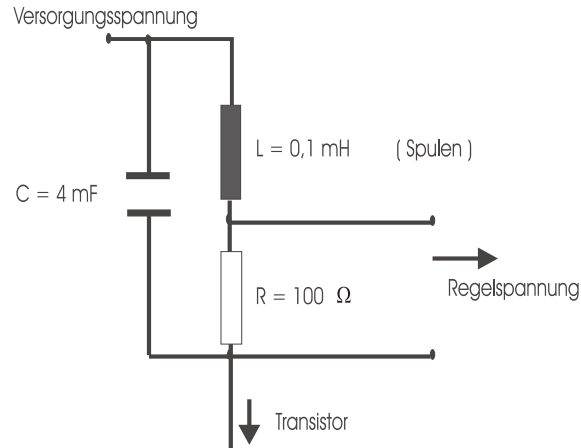 Versorgungsspannung
L = 0,1 mH ( Spulen )
C = 4 mF
R = 100 Ω
Regelspannung
Transistor